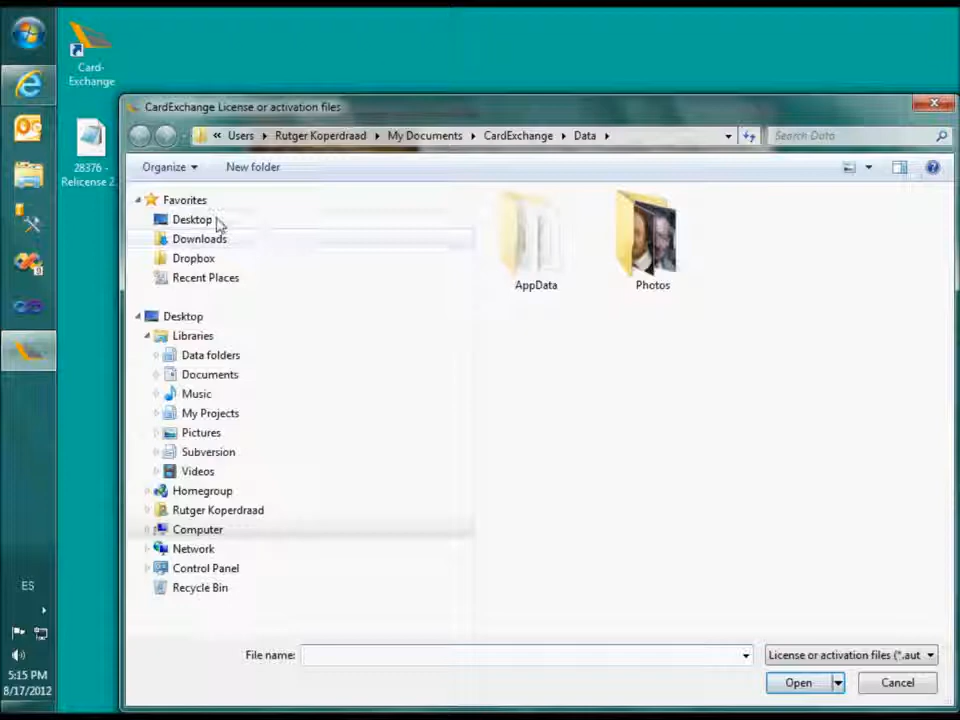 Card-
Exchange
28376 -
Relicense 2
CardExchange License or activation files
« Users Rutger Koperdraad My Documents CardExchange Data
Search Data
Organize New folder
Favorites
Desktop
Downloads
Dropbox
Recent Places
Desktop
Libraries
Data folders
Documents
Music
My Projects
Pictures
Subversion
Videos
Homegroup
Rutger Koperdraad
Computer
Network
Control Panel
Recycle Bin
AppData
Photos
File name:
License or activation files (*.aut
Open
Cancel
ES
5:15 PM
8/17/2012